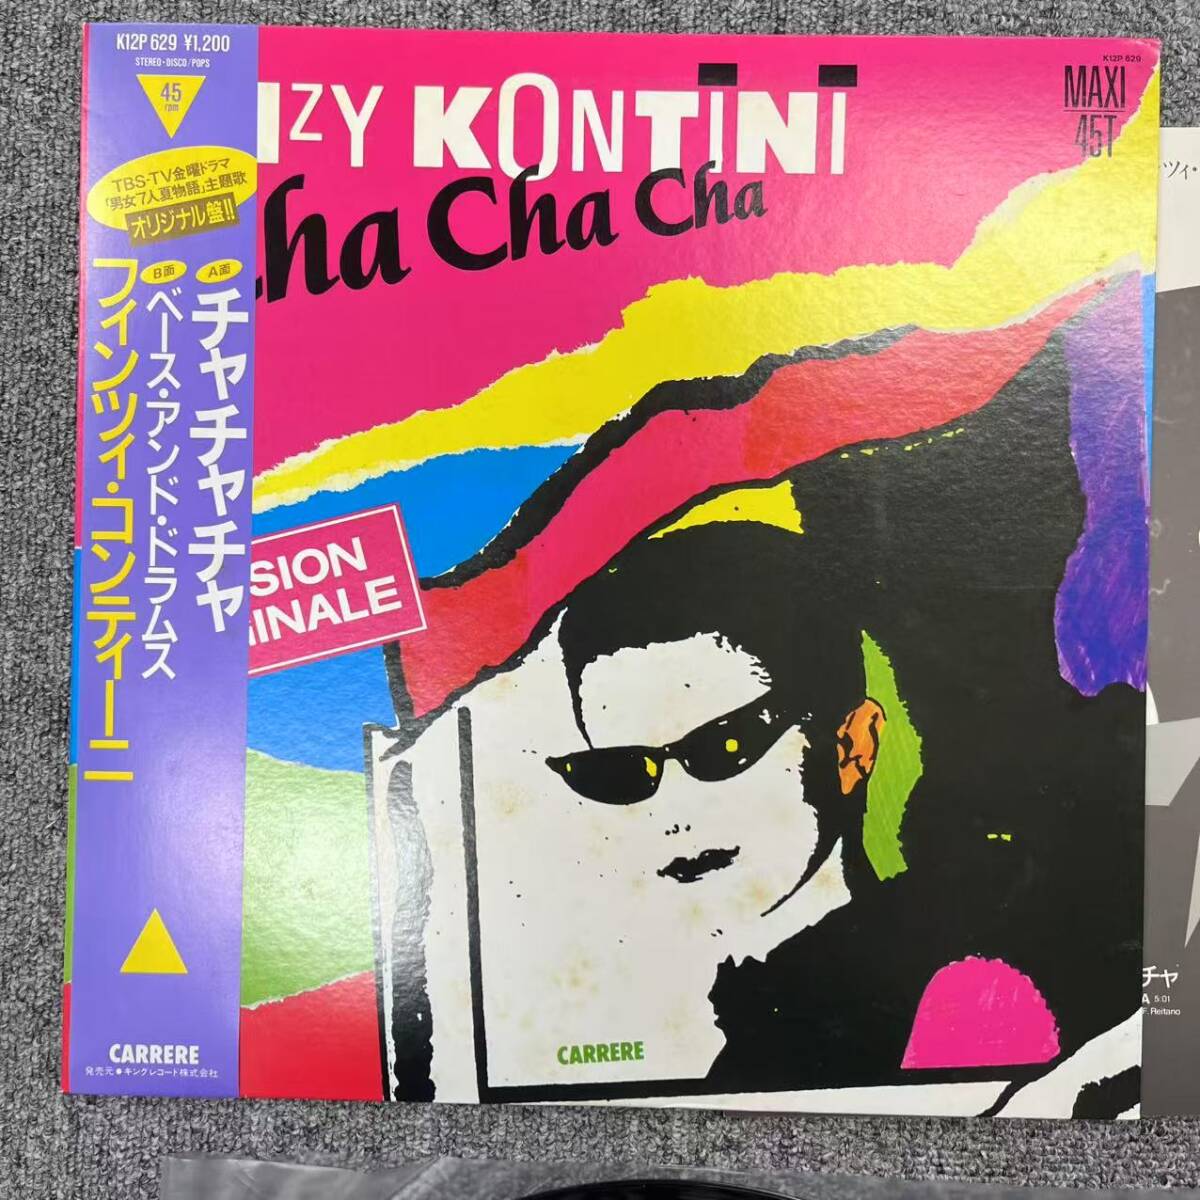 K12P 629 ¥1,200
STEREO・DISCO/POPS
45
rpm
TBS-TV金曜ドラマ
「男女7人夏物語」主題歌
オリジナル盤!!
A面
チャチャチャ
B面
ベース・アンド・ドラムス
フィンツィ・コンティーニ
CARRERE
発売元●キングレコード株式会社
K12P 629
MAXI
45T
IZY KONTINI
ha Cha Cha
SION
GINALE
CARRERE
ツィ・
チャ
A 5:01
F. Reitano